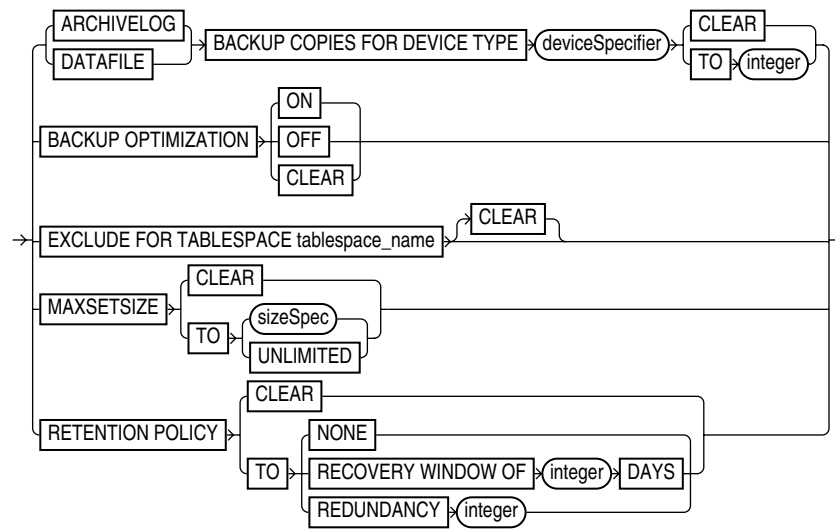 ARCHIVELOG
DATAFILE
BACKUP COPIES FOR DEVICE TYPE
deviceSpecifier
CLEAR
TO
integer
BACKUP OPTIMIZATION
ON
OFF
CLEAR
EXCLUDE FOR TABLESPACE tablespace_name
CLEAR
MAXSETSIZE
CLEAR
TO
sizeSpec
UNLIMITED
RETENTION POLICY
CLEAR
TO
NONE
RECOVERY WINDOW OF
integer
DAYS
REDUNDANCY
integer